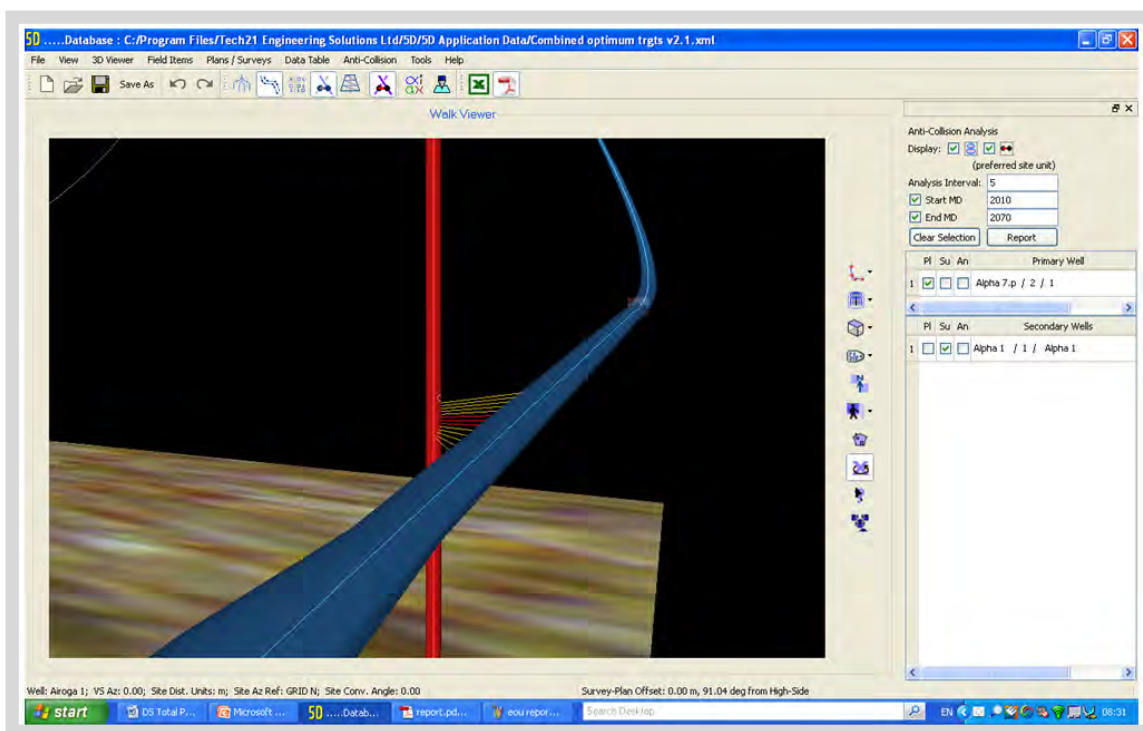 5D .....Database : C:/Program Files/Tech21 Engineering Solutions Ltd/5D/5D Application Data/Combined optimum trgts v2.1.xml
File View 3D Viewer Field Items Plans / Surveys Data Table Anti-Collision Tools Help
Save As
Walk Viewer
Anti-Collision Analysis
Display:
(preferred site unit)
Analysis Interval: 5
Start MD 2010
End MD 2070
Clear Selection Report
Pl Su An Primary Well
1 Alpha 7.p / 2 / 1
Pl Su An Secondary Wells
1 Alpha 1 / 1 / Alpha 1
Well: Airoga 1; VS Az: 0.00; Site Dist. Units: m; Site Az Ref: GRID N; Site Conv. Angle: 0.00
Survey-Plan Offset: 0.00 m, 91.04 deg from High-Side
start DS Total P... Microsoft ... 5D .....Datab... report.pd... eou repor... Search Desktop EN 08:31